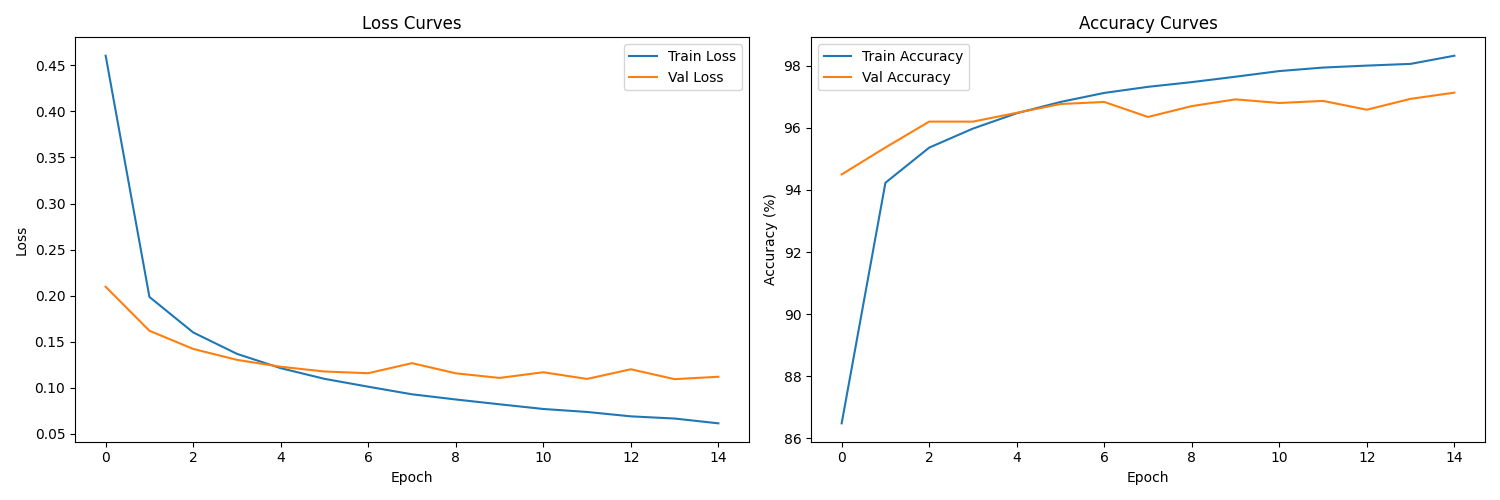 Loss Curves
Train Loss
Val Loss
0.45
0.40
0.35
0.30
0.25
0.20
0.15
0.10
0.05
Loss
0 2 4 6 8 10 12 14
Epoch
Accuracy Curves
Train Accuracy
Val Accuracy
98
96
94
92
90
88
86
Accuracy (%)
0 2 4 6 8 10 12 14
Epoch